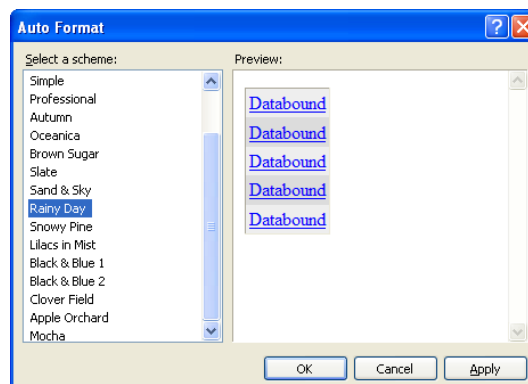 Auto Format
Select a scheme:
Preview:
Simple
Professional
Autumn
Oceanica
Brown Sugar
Slate
Sand & Sky
Rainy Day
Snowy Pine
Lilacs in Mist
Black & Blue 1
Black & Blue 2
Clover Field
Apple Orchard
Mocha
Databound
Databound
Databound
Databound
Databound
OK
Cancel
Apply